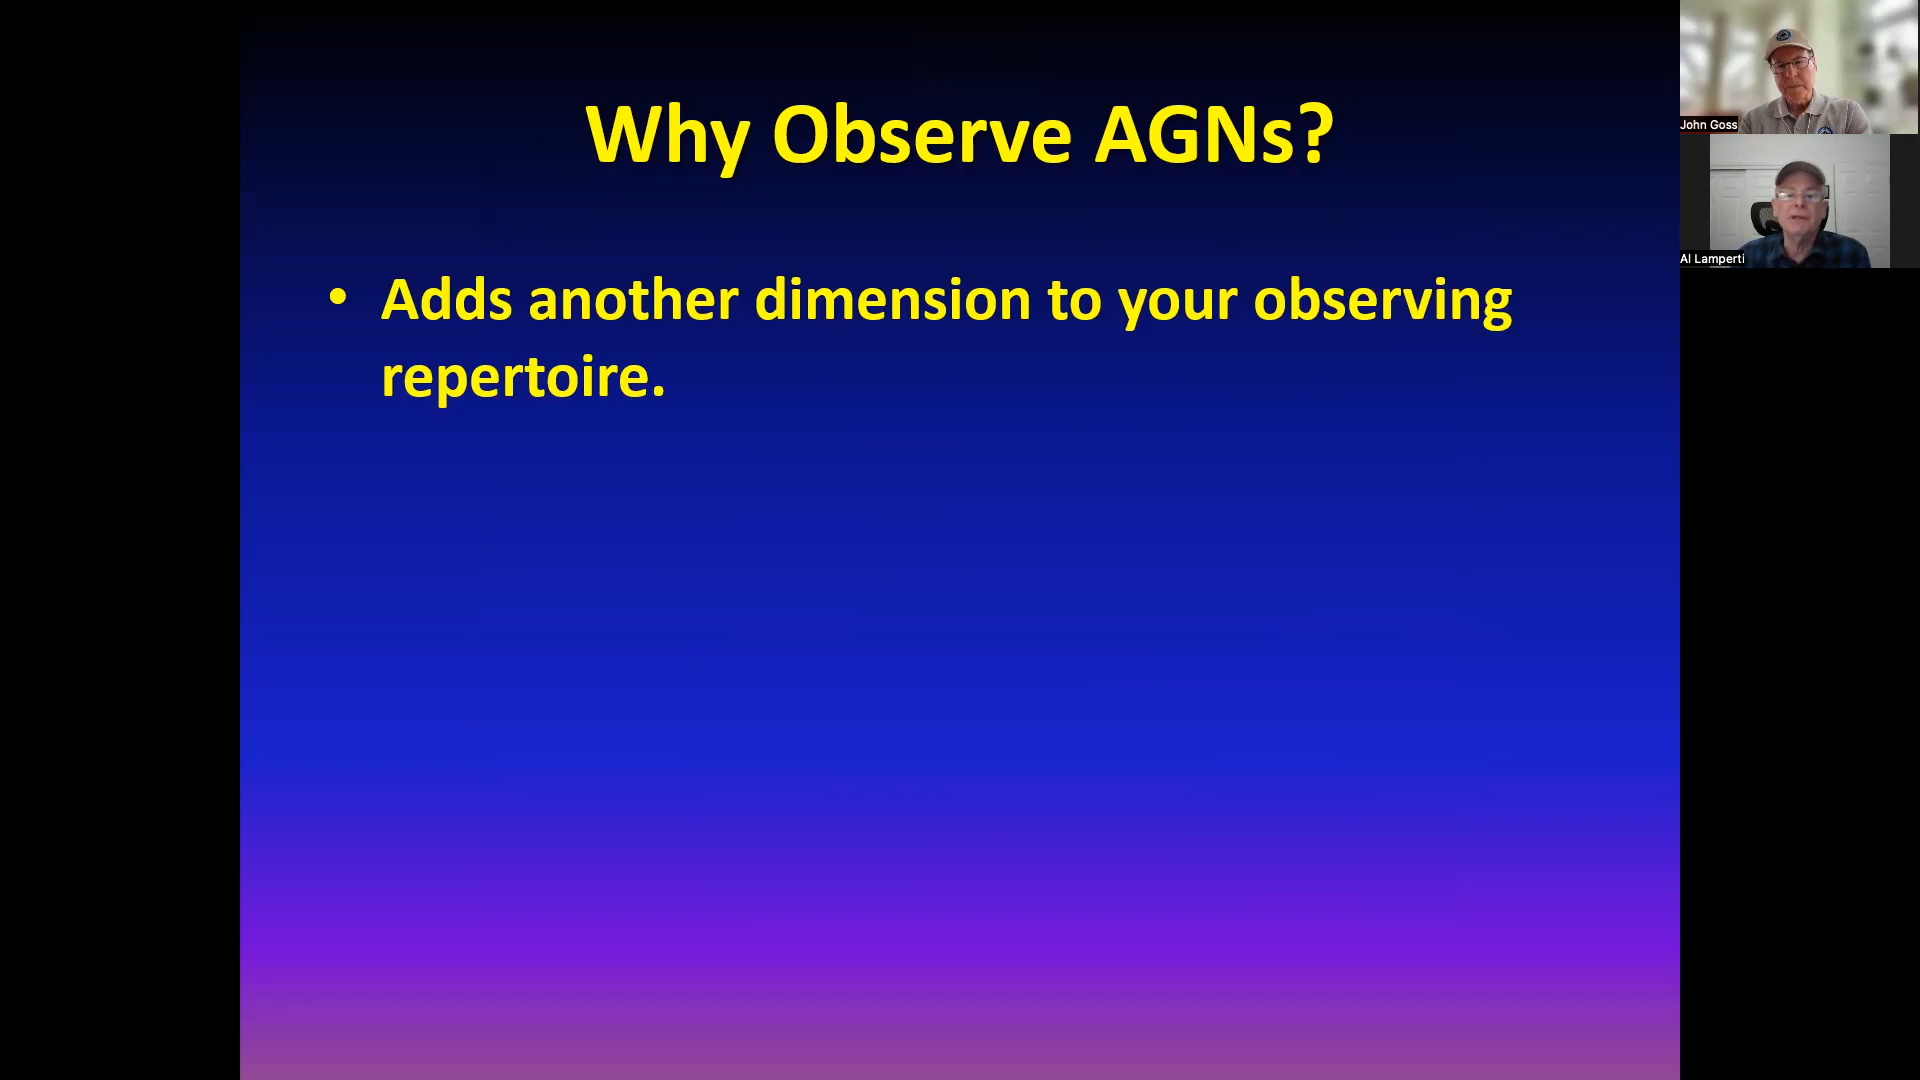 Why Observe AGNs?
• Adds another dimension to your observing
repertoire.
John Goss
Al Lamperti